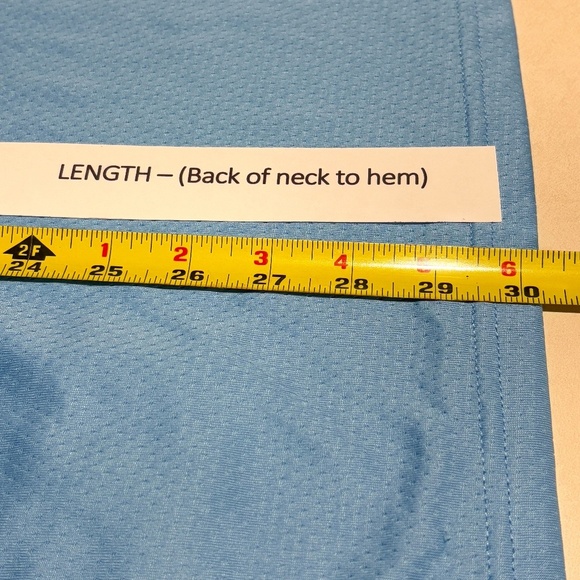 LENGTH – (Back of neck to hem)
2F 1 2 3 4 5 6
24 25 26 27 28 29 30